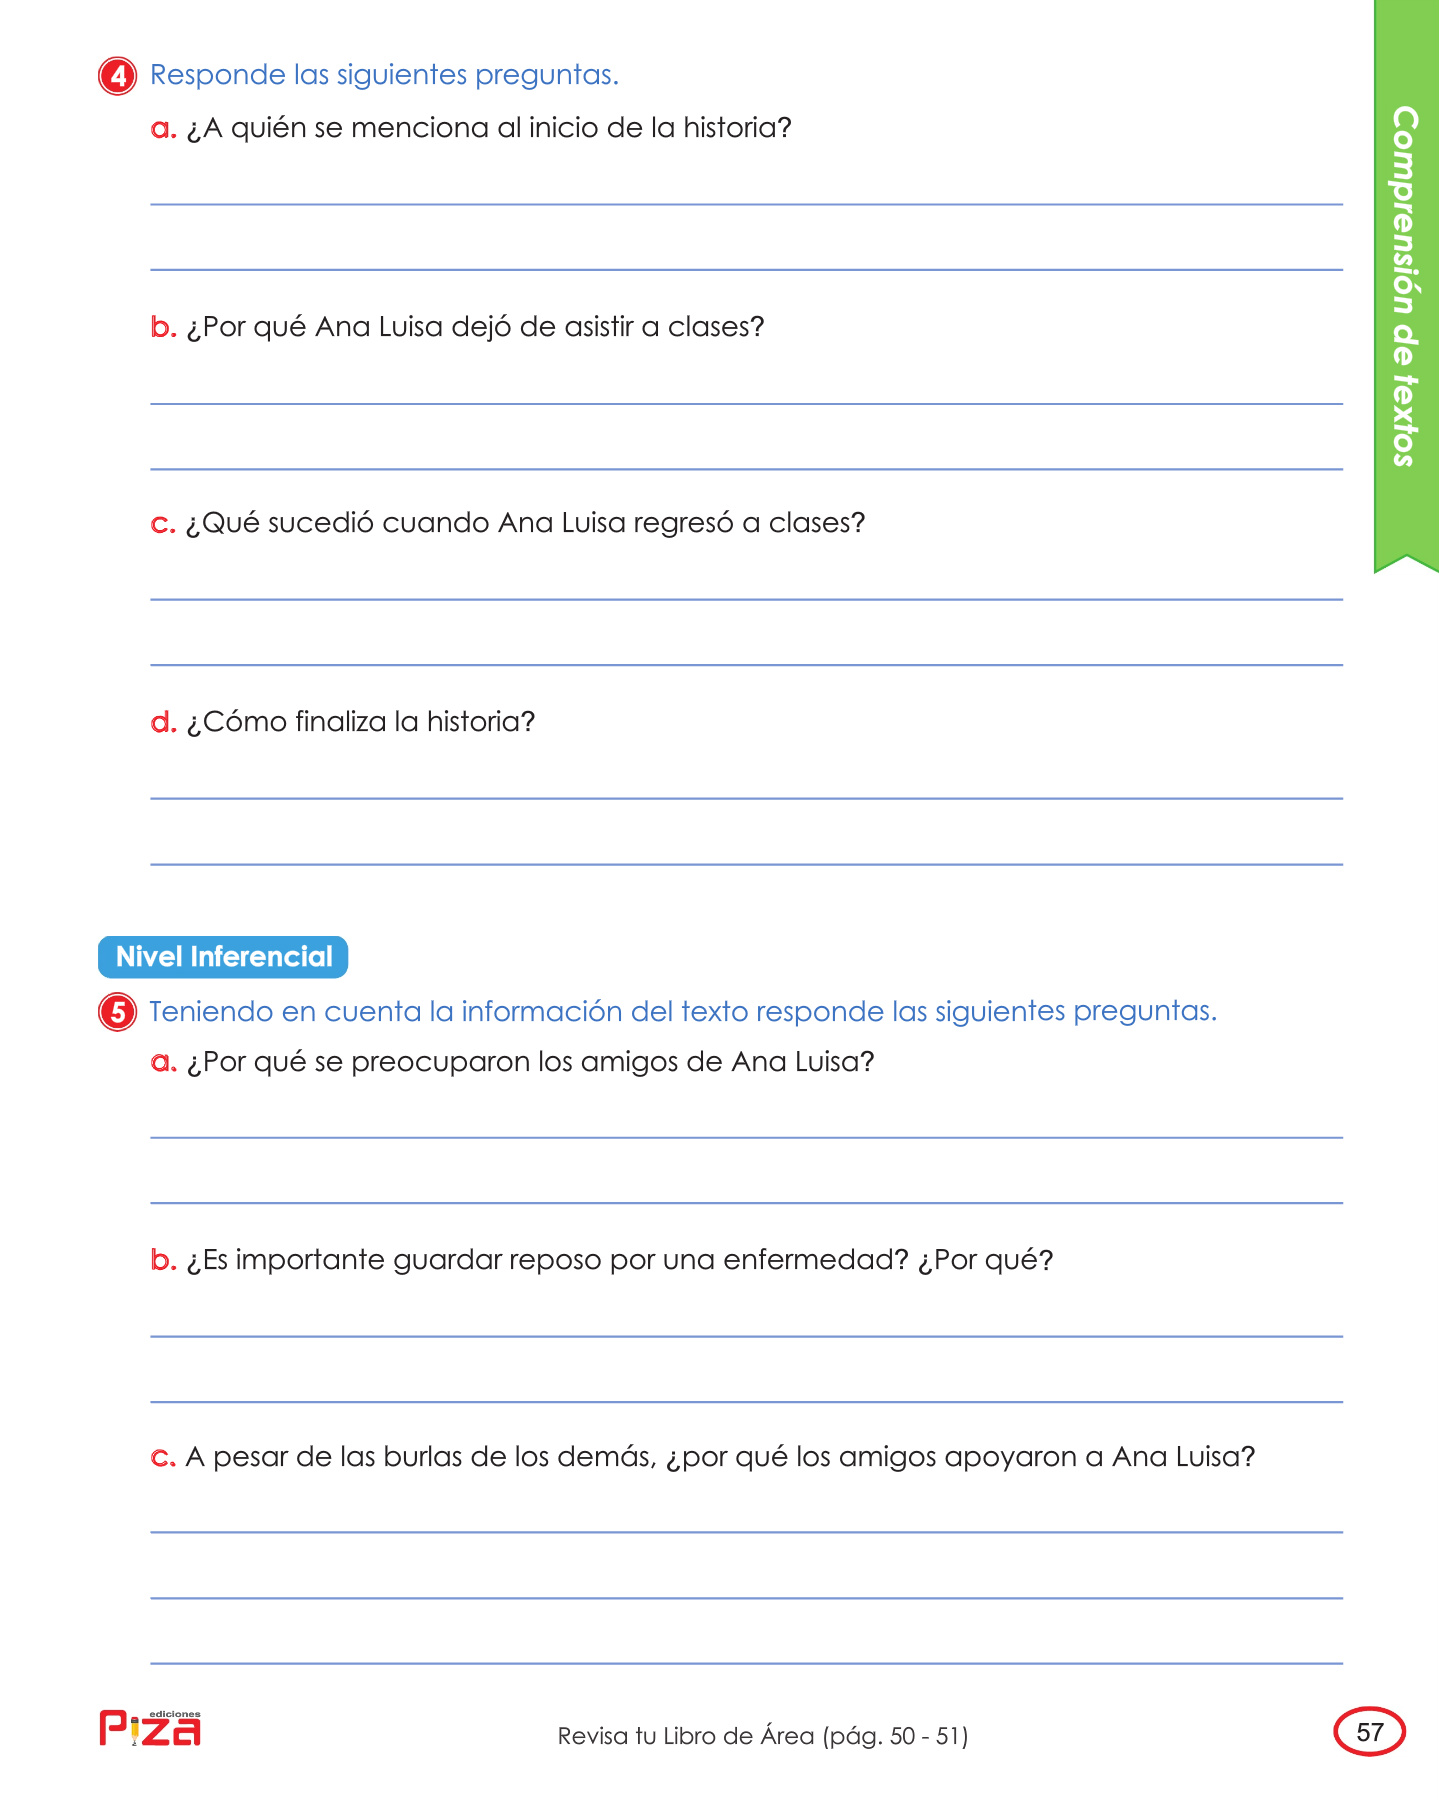 4 Responde las siguientes preguntas.
a. ¿A quién se menciona al inicio de la historia?
b. ¿Por qué Ana Luisa dejó de asistir a clases?
c. ¿Qué sucedió cuando Ana Luisa regresó a clases?
d. ¿Cómo finaliza la historia?
Comprensión de textos
Nivel Inferencial
5 Teniendo en cuenta la información del texto responde las siguientes preguntas.
a. ¿Por qué se preocuparon los amigos de Ana Luisa?
b. ¿Es importante guardar reposo por una enfermedad? ¿Por qué?
c. A pesar de las burlas de los demás, ¿por qué los amigos apoyaron a Ana Luisa?
ediciones
Piza
Revisa tu Libro de Área (pág. 50 - 51)
57